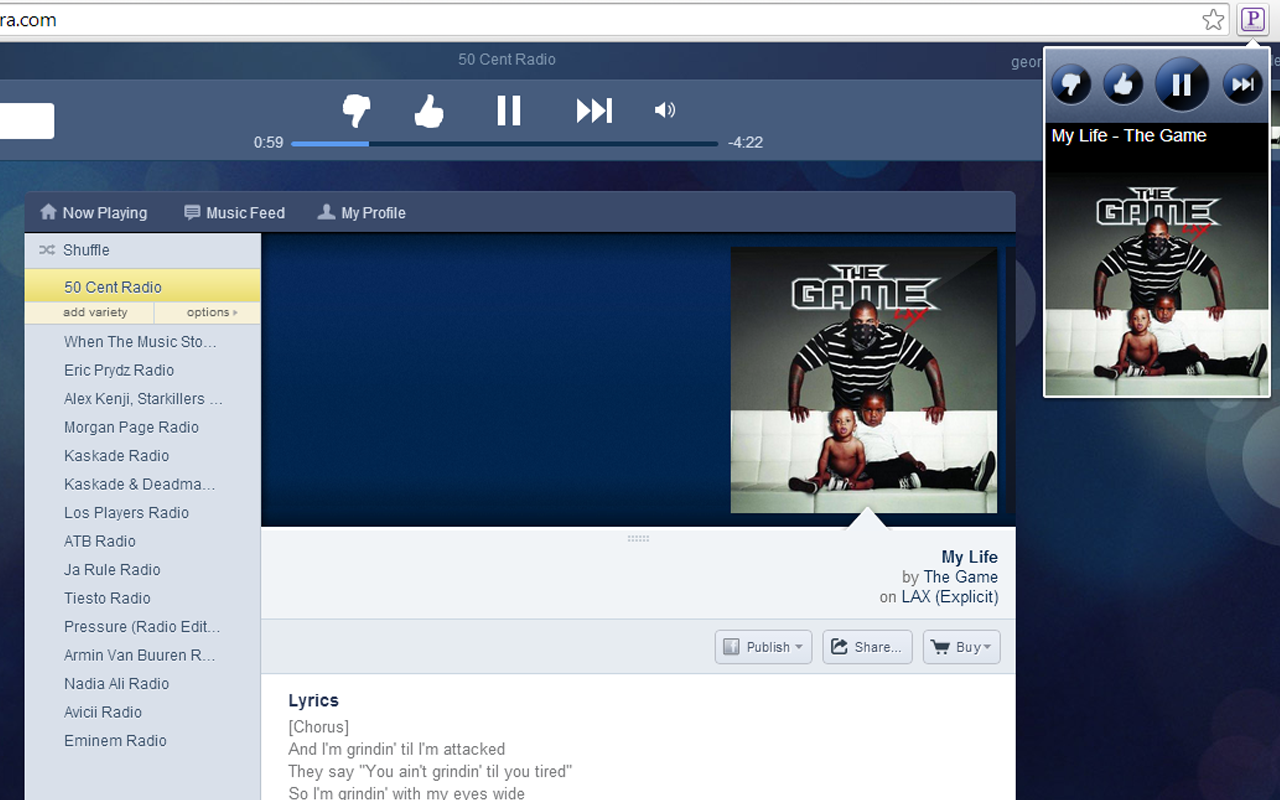 ra.com
P
50 Cent Radio
geor
0:59
-4:22
My Life - The Game
THE
GAME
LAX
Now Playing
Music Feed
My Profile
Shuffle
50 Cent Radio
add variety
options
When The Music Sto...
Eric Prydz Radio
Alex Kenji, Starkillers ...
Morgan Page Radio
Kaskade Radio
Kaskade & Deadma...
Los Players Radio
ATB Radio
Ja Rule Radio
Tiesto Radio
Pressure (Radio Edit...
Armin Van Buuren R...
Nadia Ali Radio
Avicii Radio
Eminem Radio
THE
GAME
LAX
My Life
by The Game
on LAX (Explicit)
Publish
Share...
Buy
Lyrics
[Chorus]
And I'm grindin' til I'm attacked
They say "You ain't grindin' til you tired"
So I'm grindin' with my eyes wide